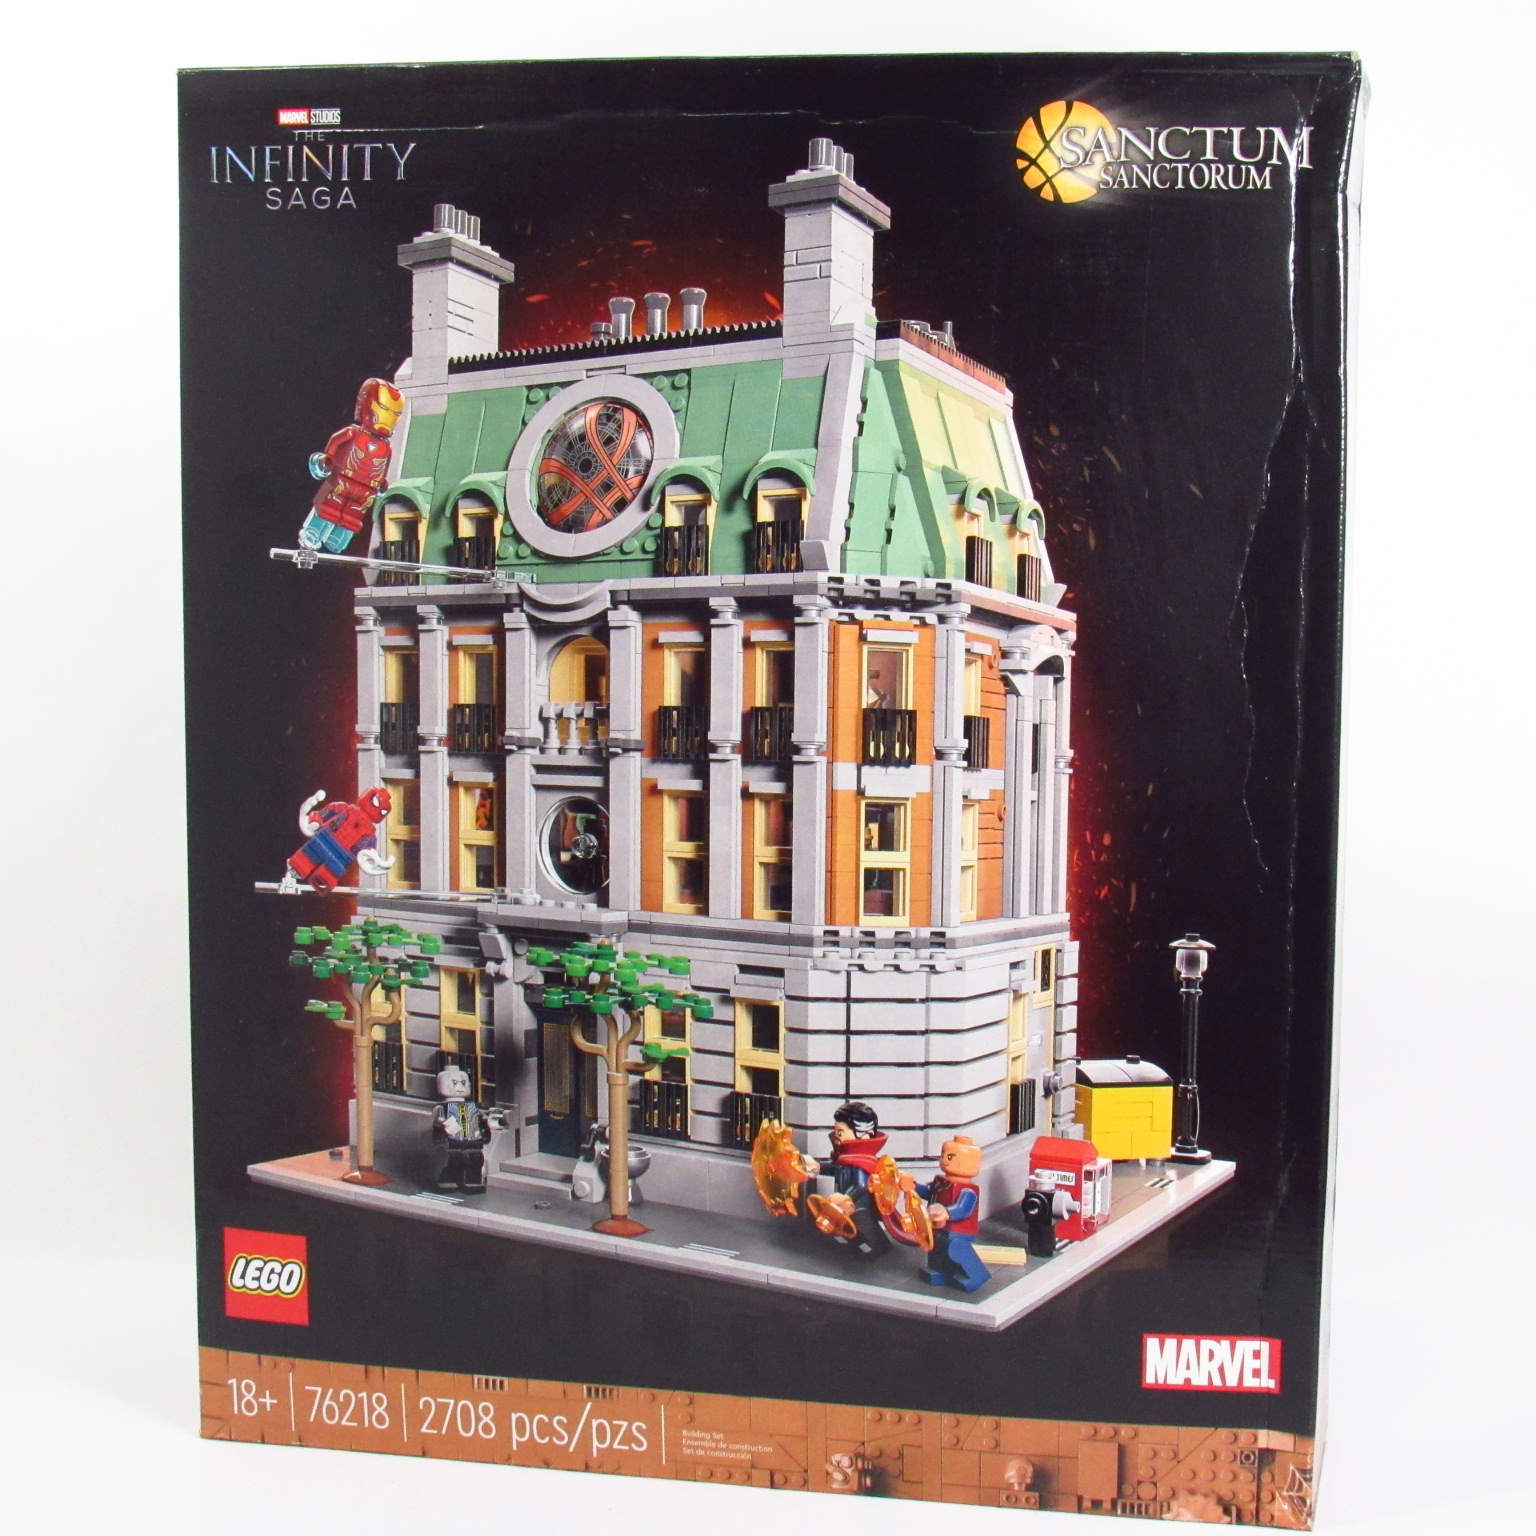 MARVEL STUDIOS
THE
INFINITY
SAGA
SANCTUM
SANCTORUM
TIMES
LEGO
MARVEL
18+ | 76218 | 2708 pcs/pzs
Building Set
Ensemble de construction
Set de construcción